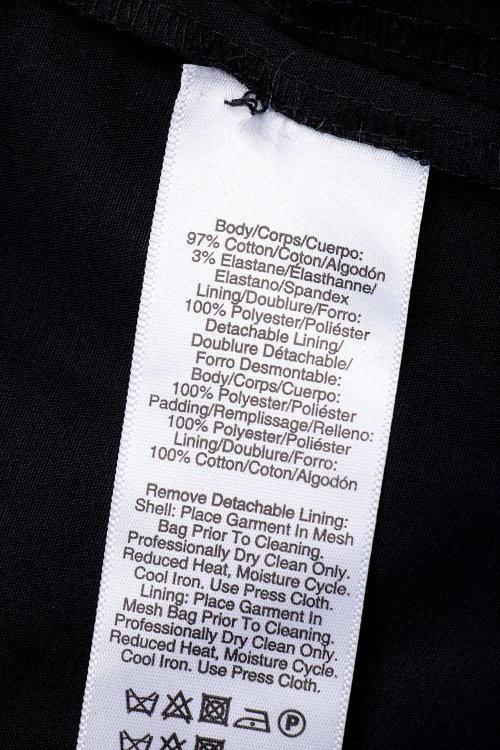 Body/Corps/Cuerpo:
97% Cotton/Coton/Algodón
3% Elastane/Élasthanne/
Elastano/Spandex
Lining/Doublure/Forro:
100% Polyester/Poliéster
Detachable Lining/
Doublure Détachable/
Forro Desmontable:
Body/Corps/Cuerpo:
100% Polyester/Poliéster
Padding/Remplissage/Relleno:
100% Polyester/Poliéster
Lining/Doublure/Forro:
100% Cotton/Coton/Algodón
Remove Detachable Lining:
Shell: Place Garment In Mesh
Bag Prior To Cleaning.
Professionally Dry Clean Only.
Reduced Heat, Moisture Cycle.
Cool Iron. Use Press Cloth.
Lining: Place Garment In
Mesh Bag Prior To Cleaning.
Professionally Dry Clean Only.
Reduced Heat, Moisture Cycle.
Cool Iron. Use Press Cloth.
P